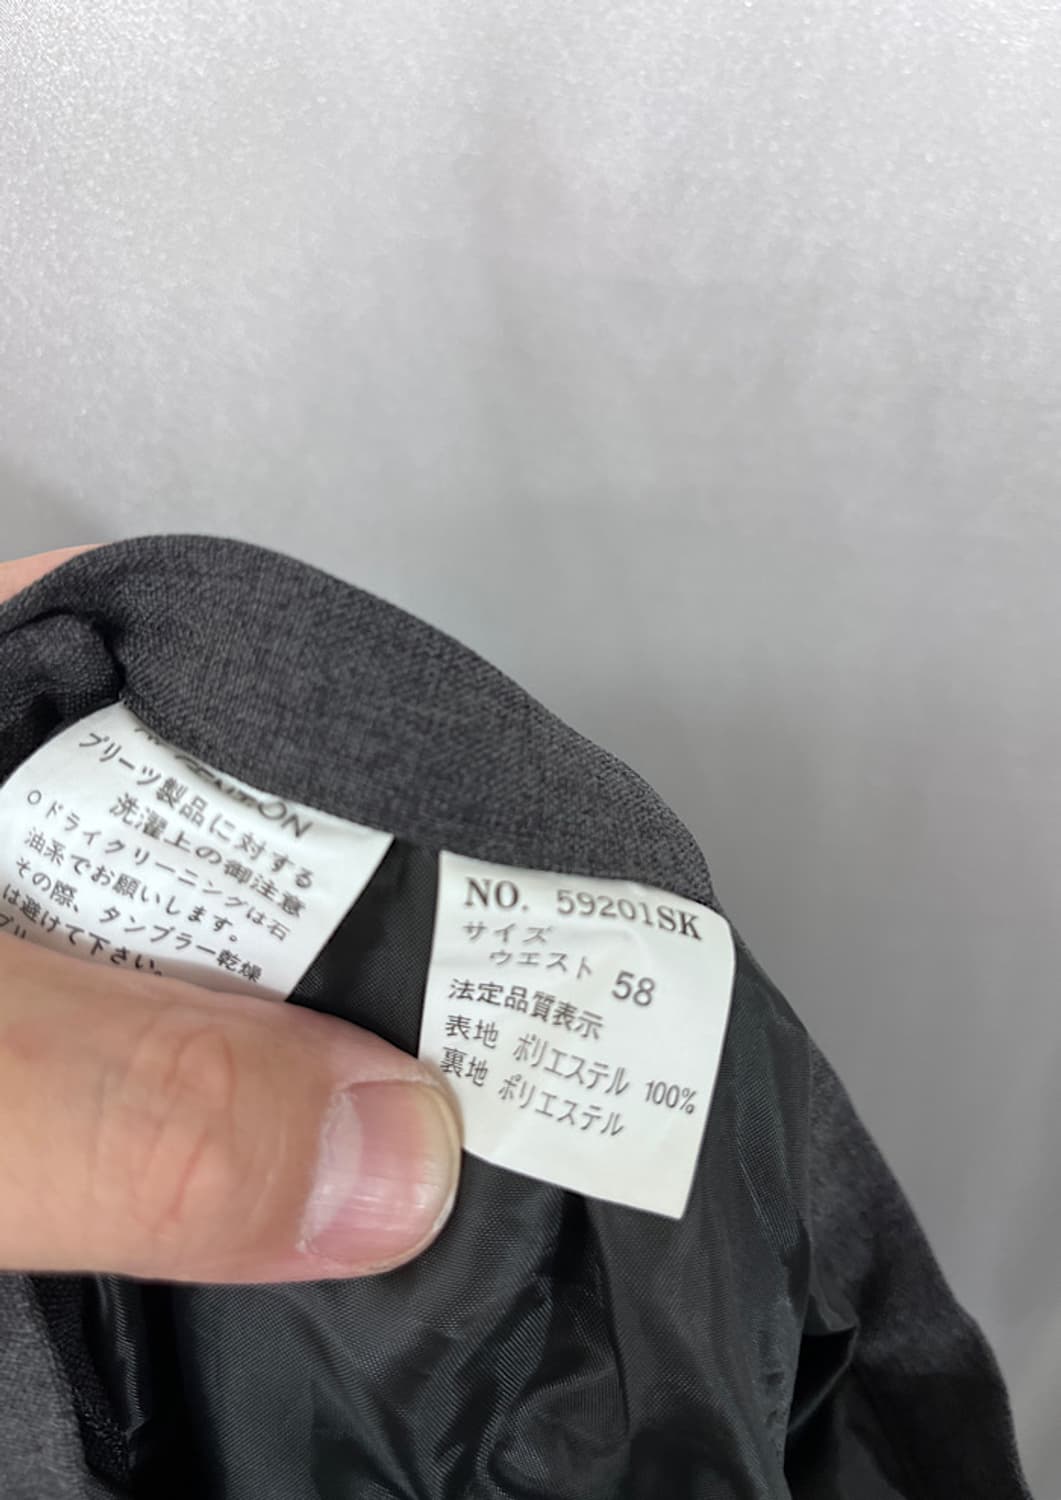 プリーツ製品に対する
洗濯上の御注意
○ドライクリーニングは石
油系でお願いします。
その際、タンブラー乾燥
は避けて下さい。
プリ
NO. 59201SK
サイズ
ウエスト 58
法定品質表示
表地 ポリエステル 100%
裏地 ポリエステル